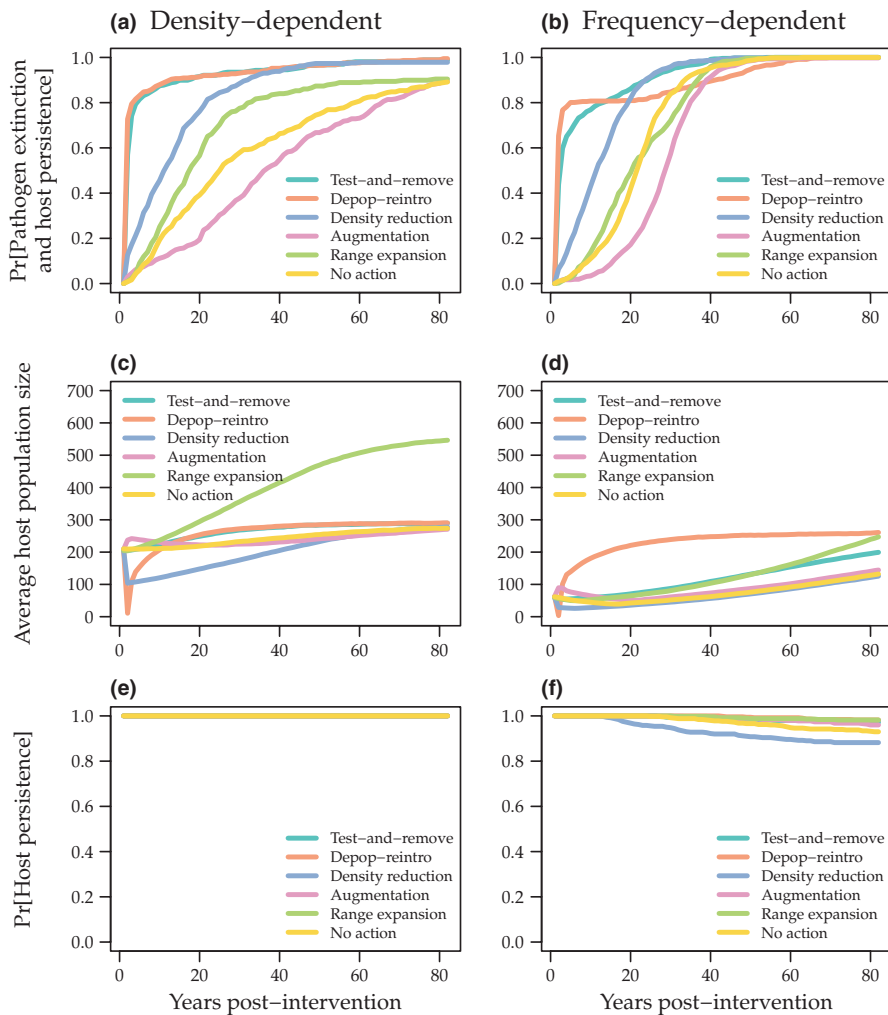 (a) Density–dependent
(b) Frequency–dependent
Pr[Pathogen extinction
and host persistence]
1.0
0.8
0.6
0.4
0.2
0.0
Test–and–remove
Depop–reintro
Density reduction
Augmentation
Range expansion
No action
0 20 40 60 80
1.0
0.8
0.6
0.4
0.2
0.0
Test–and–remove
Depop–reintro
Density reduction
Augmentation
Range expansion
No action
0 20 40 60 80
Average host population size
(c)
700
600
500
400
300
200
100
0
Test–and–remove
Depop–reintro
Density reduction
Augmentation
Range expansion
No action
0 20 40 60 80
(d)
700
600
500
400
300
200
100
0
Test–and–remove
Depop–reintro
Density reduction
Augmentation
Range expansion
No action
0 20 40 60 80
Pr[Host persistence]
(e)
1.0
0.8
0.6
0.4
0.2
0.0
Test–and–remove
Depop–reintro
Density reduction
Augmentation
Range expansion
No action
0 20 40 60 80
Years post–intervention
(f)
1.0
0.8
0.6
0.4
0.2
0.0
Test–and–remove
Depop–reintro
Density reduction
Augmentation
Range expansion
No action
0 20 40 60 80
Years post–intervention